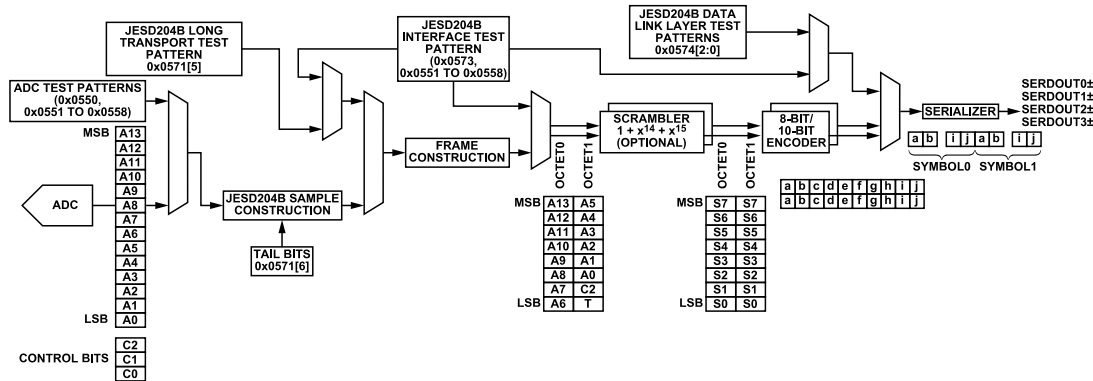 JESD204B LONG
TRANSPORT TEST
PATTERN
0x0571[5]
JESD204B
INTERFACE TEST
PATTERN
(0x0573,
0x0551 TO 0x0558)
JESD204B DATA
LINK LAYER TEST
PATTERNS
0x0574[2:0]
ADC TEST PATTERNS
(0x0550,
0x0551 TO 0x0558)
MSB A13
A12
A11
A10
A9
A8
A7
A6
A5
A4
A3
A2
A1
LSB A0
CONTROL BITS
C2
C1
C0
ADC
JESD204B SAMPLE
CONSTRUCTION
TAIL BITS
0x0571[6]
FRAME
CONSTRUCTION
OCTET0 OCTET1
MSB A13 A5
A12 A4
A11 A3
A10 A2
A9 A1
A8 A0
A7 C2
LSB A6 T
SCRAMBLER
1 + x14 + x15
(OPTIONAL)
OCTET0 OCTET1
MSB S7 S7
S6 S6
S5 S5
S4 S4
S3 S3
S2 S2
S1 S1
LSB S0 S0
8-BIT/
10-BIT
ENCODER
a b c d e f g h i j
a b c d e f g h i j
SERIALIZER
SERDOUT0±
SERDOUT1±
SERDOUT2±
SERDOUT3±
a b i j a b i j
SYMBOL0 SYMBOL1